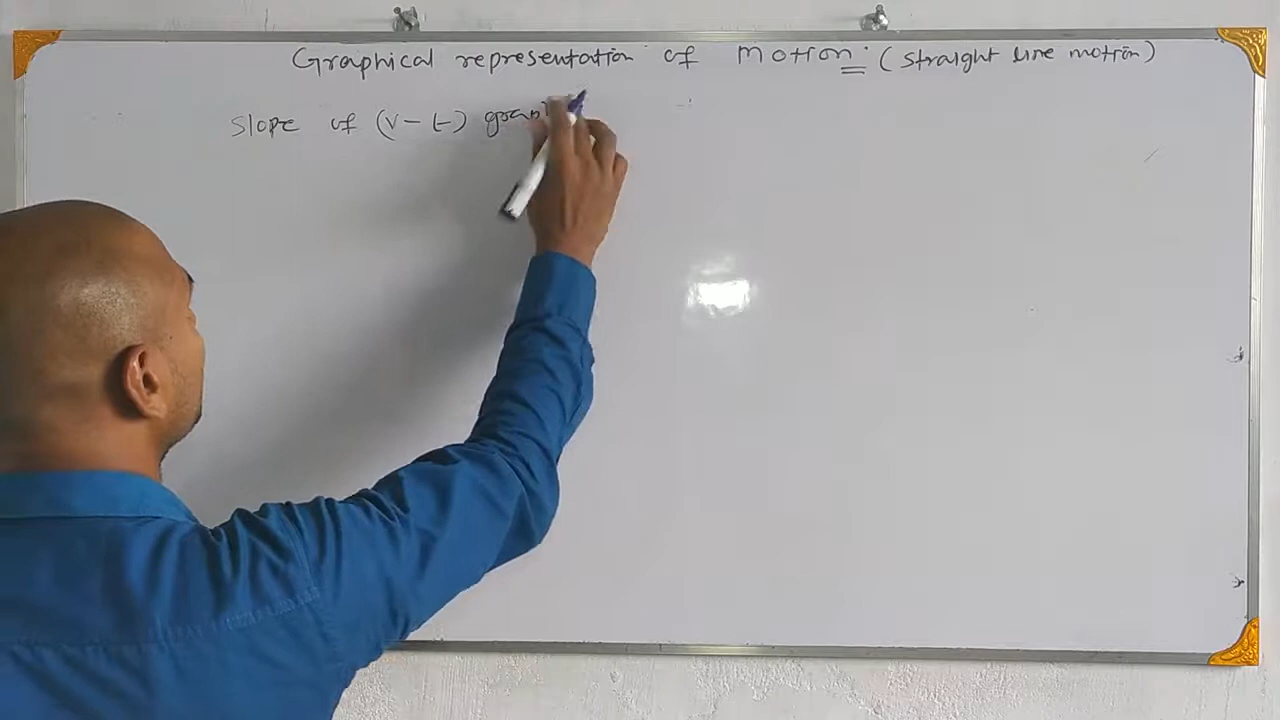 Graphical representation of Motion: (straight line motion)
Slope of (v-t) graph